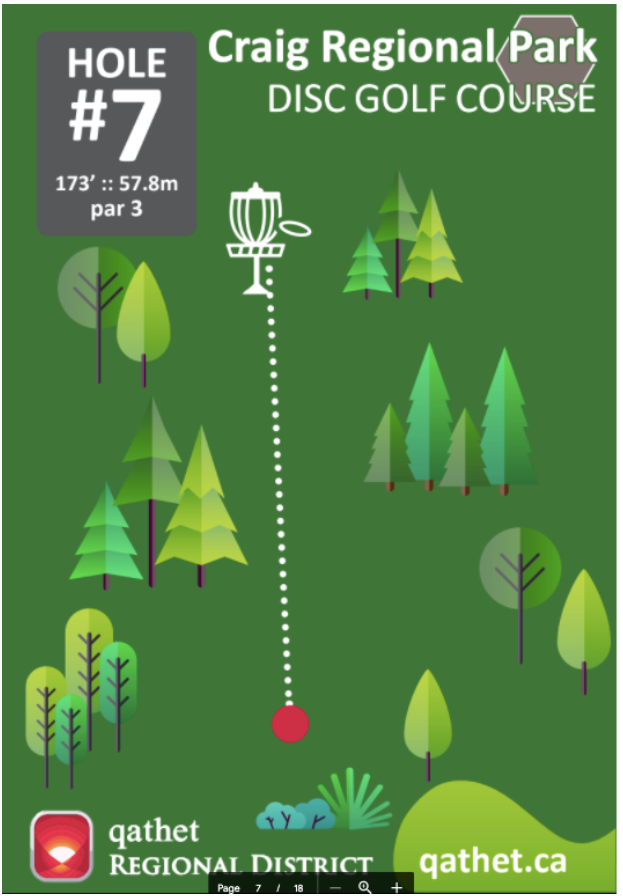 HOLE
#7
173’ :: 57.8m
par 3
Craig Regional Park
DISC GOLF COURSE
qathet
REGIONAL DISTRICT
qathet.ca
Page 7 / 18 — +